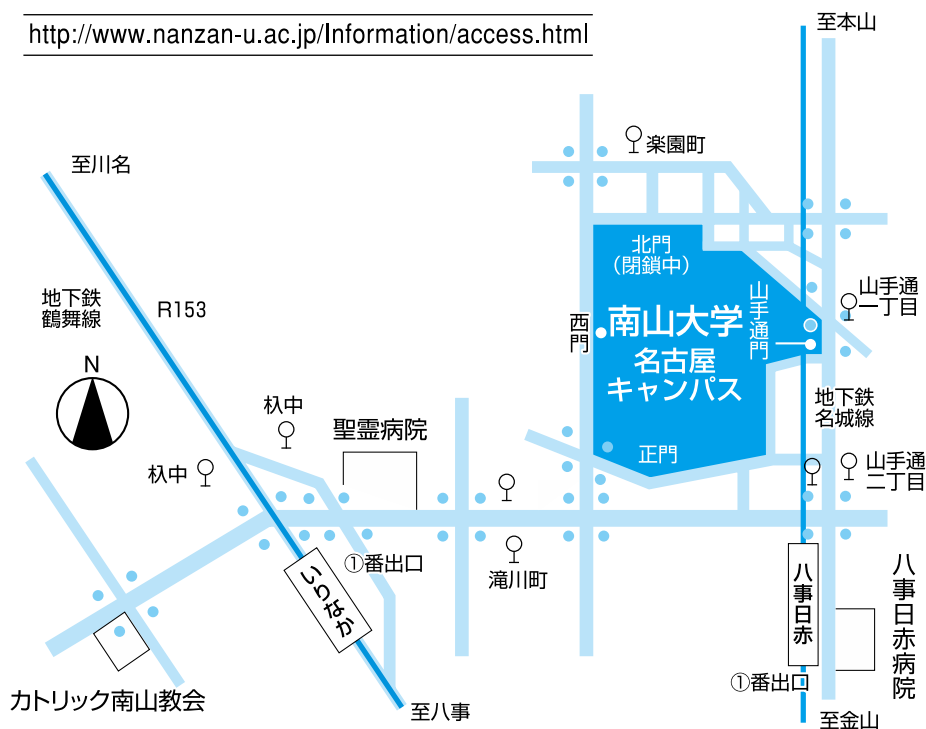 http://www.nanzan-u.ac.jp/Information/access.html
至本山
楽園町
至川名
北門
(閉鎖中)
山手通
一丁目
地下鉄
鶴舞線
R153
西門
南山大学
名古屋
キャンパス
山手通門
N
地下鉄
名城線
杁中
聖霊病院
杁中
正門
山手通
二丁目
①番出口
いりなか
滝川町
八事日赤
八事日赤病院
①番出口
カトリック南山教会
至八事
至金山